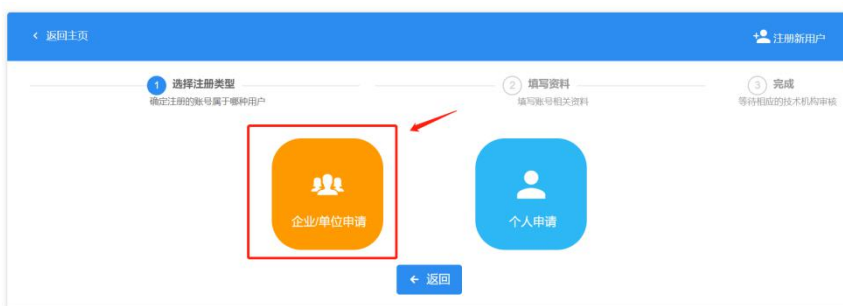 返回主页
注册新用户
1 选择注册类型
确定注册的账号属于哪种用户
2 填写资料
填写账号相关资料
3 完成
等待相应的技术机构审核
企业/单位申请
个人申请
返回